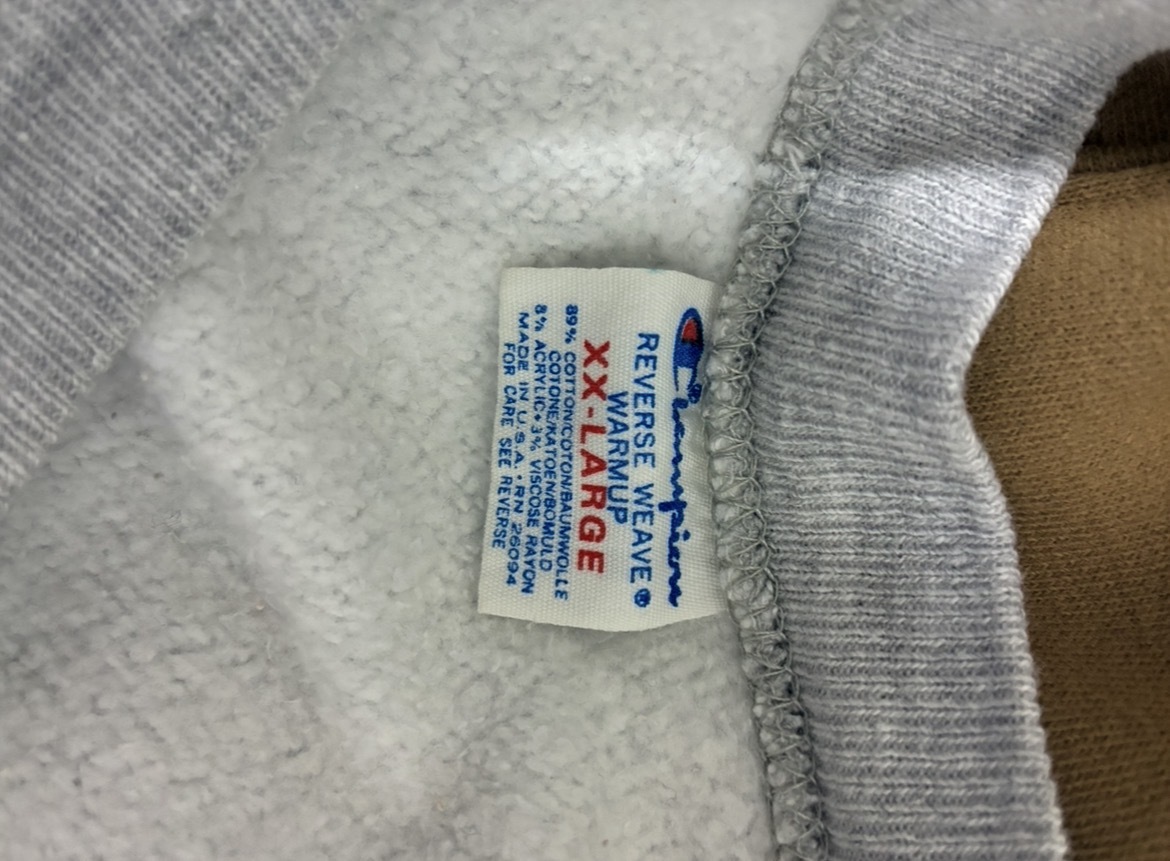 Champion
REVERSE WEAVE®
WARMUP
XX-LARGE
89% COTTON/COTON/BAUMWOLLE
COTONE/KATOEN/BOMULD
8% ACRYLIC • 3% VISCOSE RAYON
MADE IN U.S.A. • RN 26094
FOR CARE SEE REVERSE